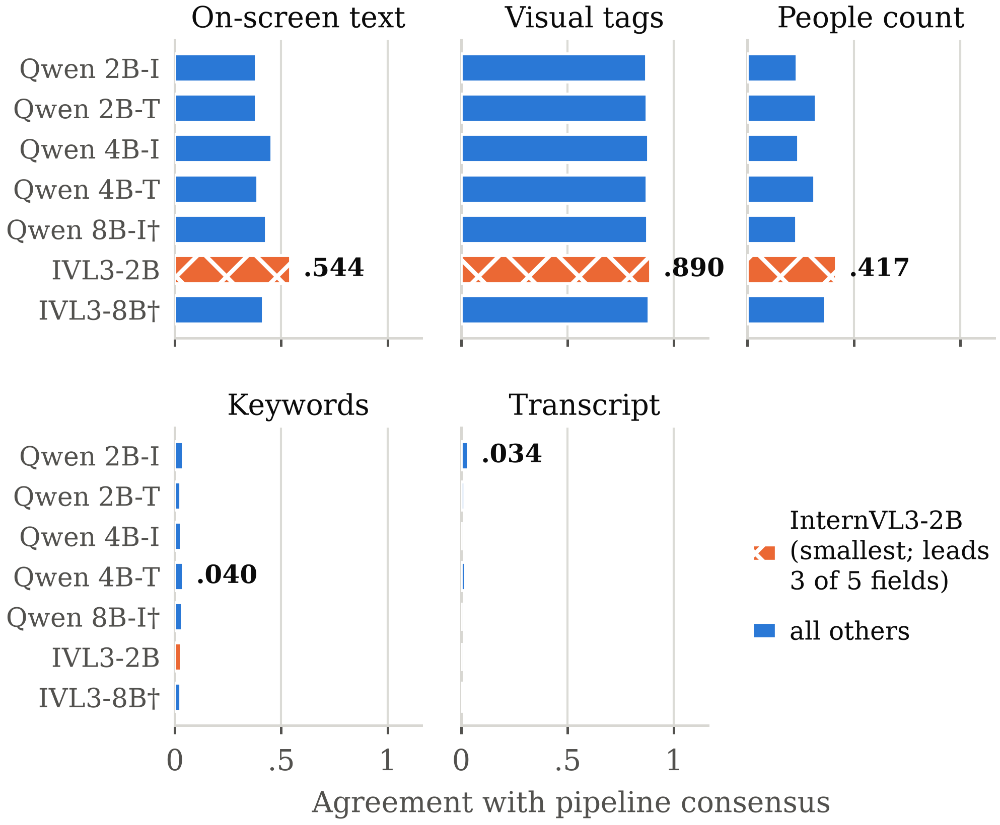 On-screen text
Visual tags
People count
Qwen 2B-I
Qwen 2B-T
Qwen 4B-I
Qwen 4B-T
Qwen 8B-I†
IVL3-2B
.544
.890
.417
IVL3-8B†
Keywords
Transcript
Qwen 2B-I
.034
Qwen 2B-T
Qwen 4B-I
Qwen 4B-T
.040
Qwen 8B-I†
IVL3-2B
IVL3-8B†
InternVL3-2B
(smallest; leads
3 of 5 fields)
all others
0
.5
1
0
.5
1
Agreement with pipeline consensus